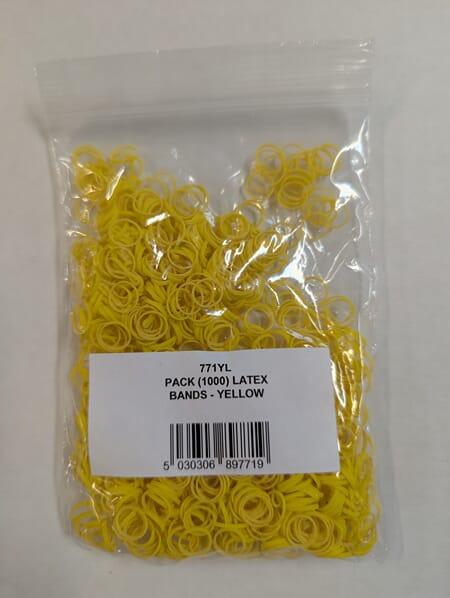 771YL
PACK (1000) LATEX
BANDS - YELLOW
5 030306 897719